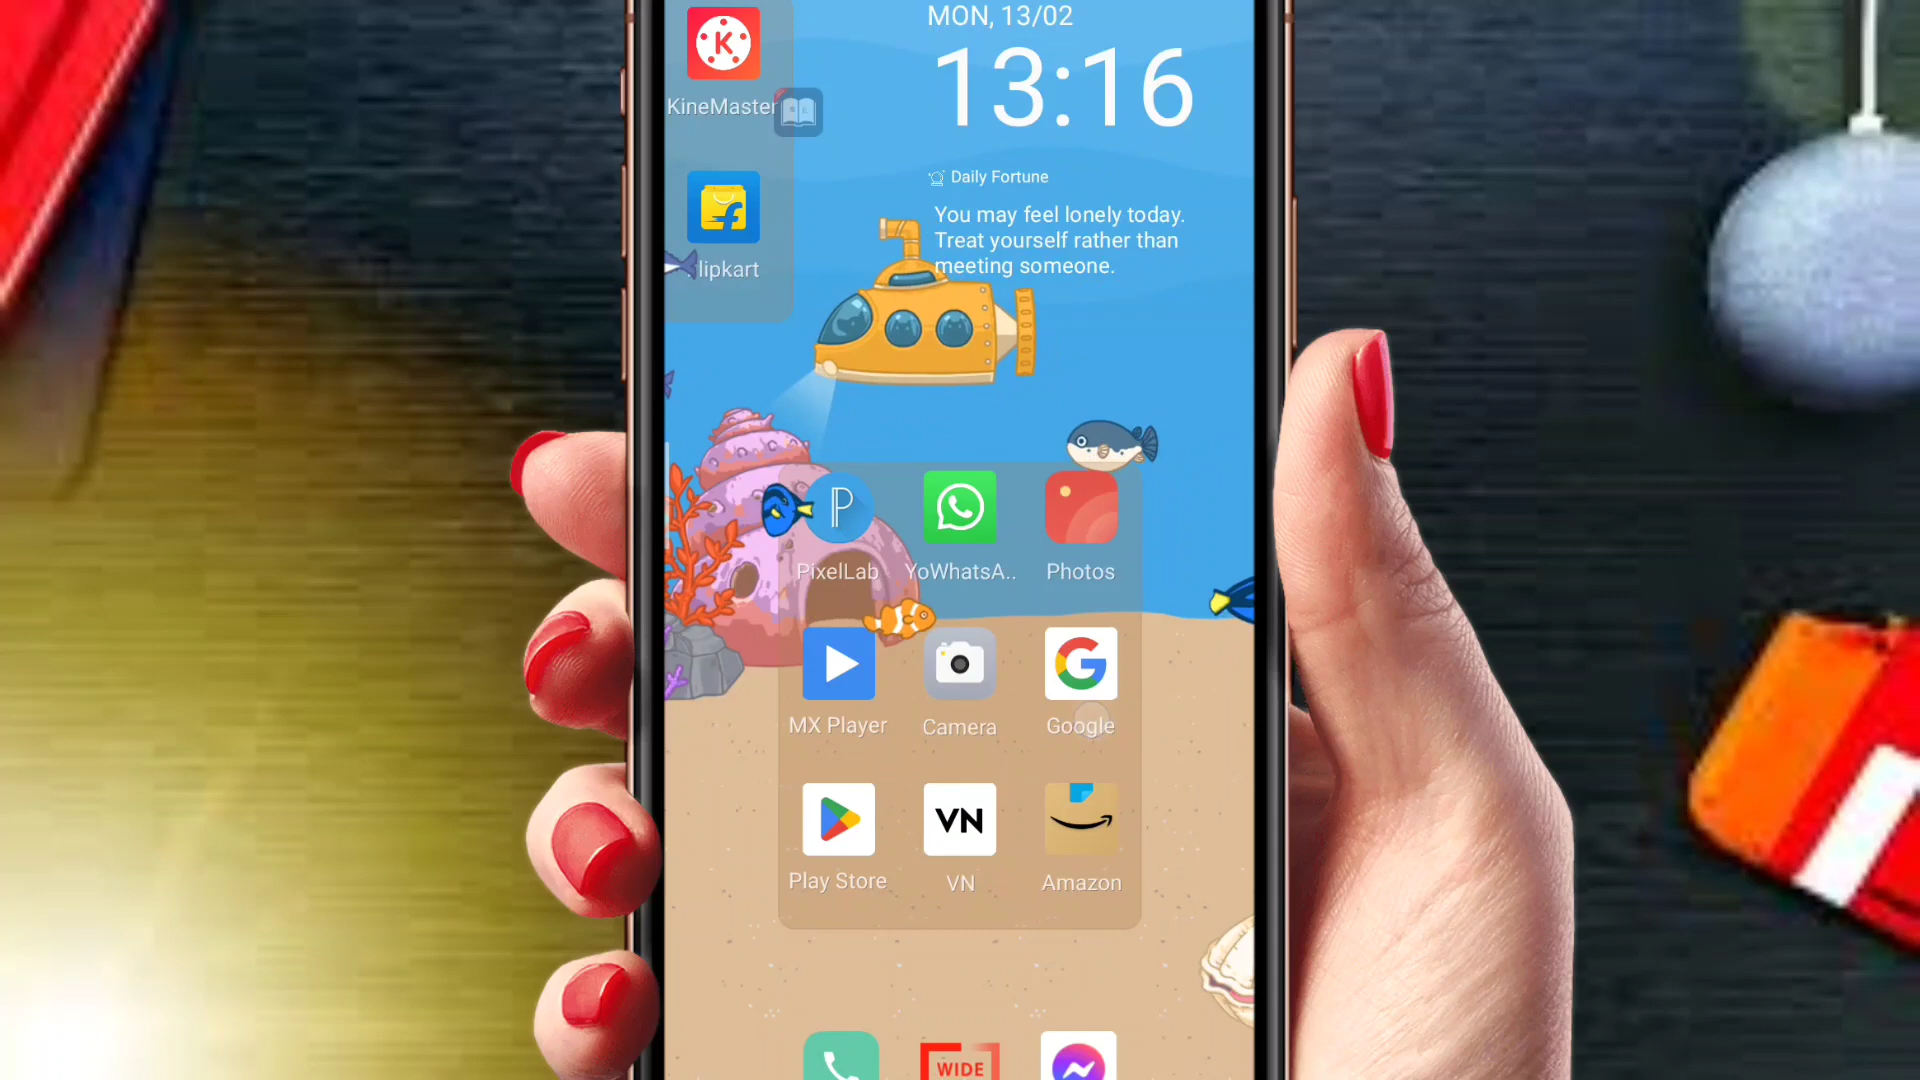 MON, 13/02
13:16
K
KineMaster
Daily Fortune
You may feel lonely today.
Treat yourself rather than
meeting someone.
lipkart
P
PixelLab
YoWhatsA..
Photos
MX Player
Camera
G
Google
VN
Play Store
VN
Amazon
WIDE